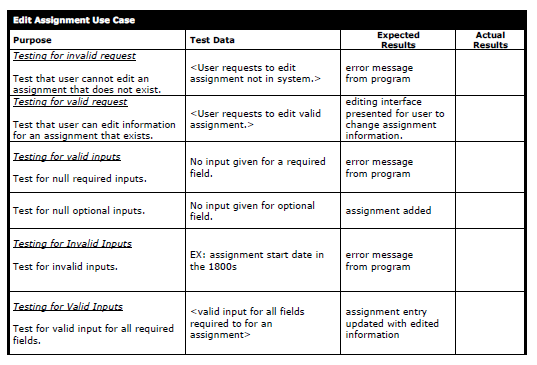 Edit Assignment Use Case
Purpose
Test Data
Expected
Results
Actual
Results
Testing for invalid request
Test that user cannot edit an
assignment that does not exist.
<User requests to edit
assignment not in system.>
error message
from program
Testing for valid request
Test that user can edit information
for an assignment that exists.
<User requests to edit valid
assignment.>
editing interface
presented for user to
change assignment
information.
Testing for valid inputs
Test for null required inputs.
No input given for a required
field.
error message
from program
Test for null optional inputs.
No input given for optional
field.
assignment added
Testing for Invalid Inputs
Test for invalid inputs.
EX: assignment start date in
the 1800s
error message
from program
Testing for Valid Inputs
Test for valid input for all required
fields.
<valid input for all fields
required to for an
assignment>
assignment entry
updated with edited
information